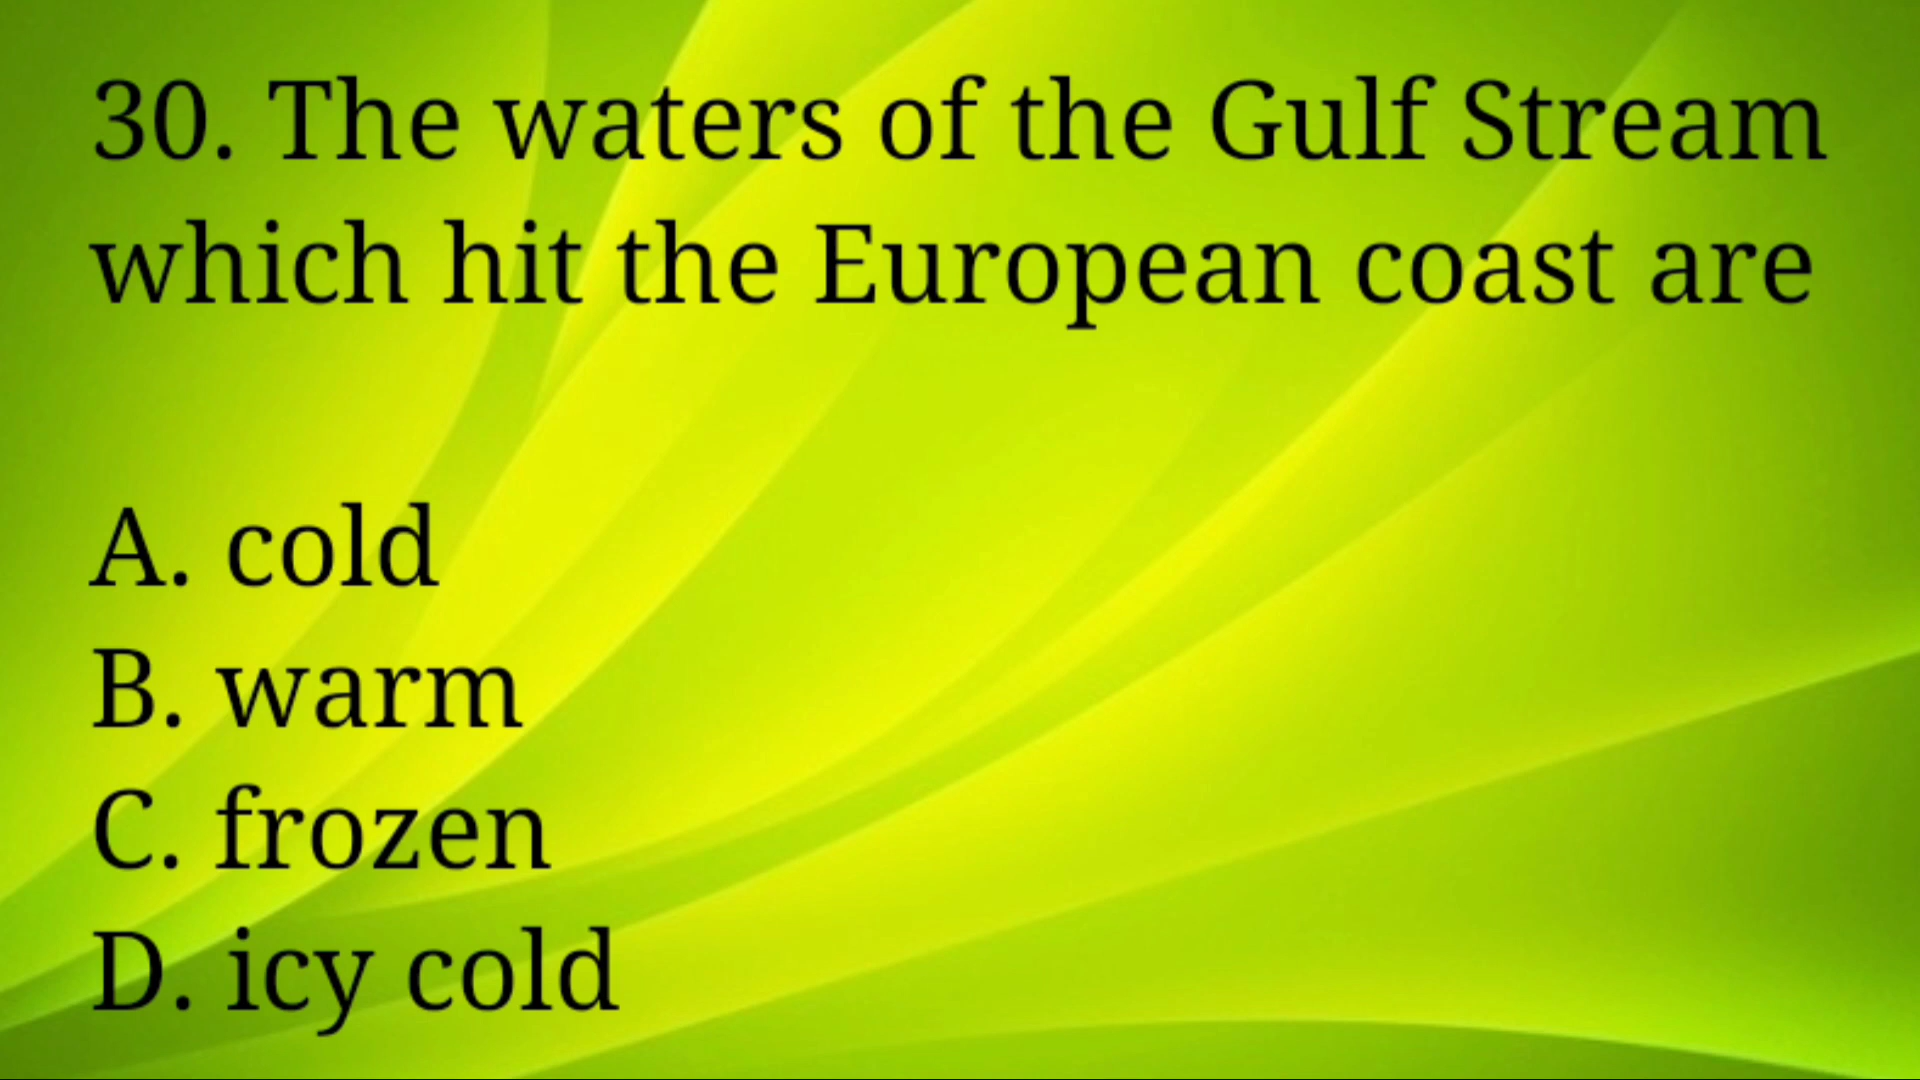 30. The waters of the Gulf Stream
which hit the European coast are
A. cold
B. warm
C. frozen
D. icy cold